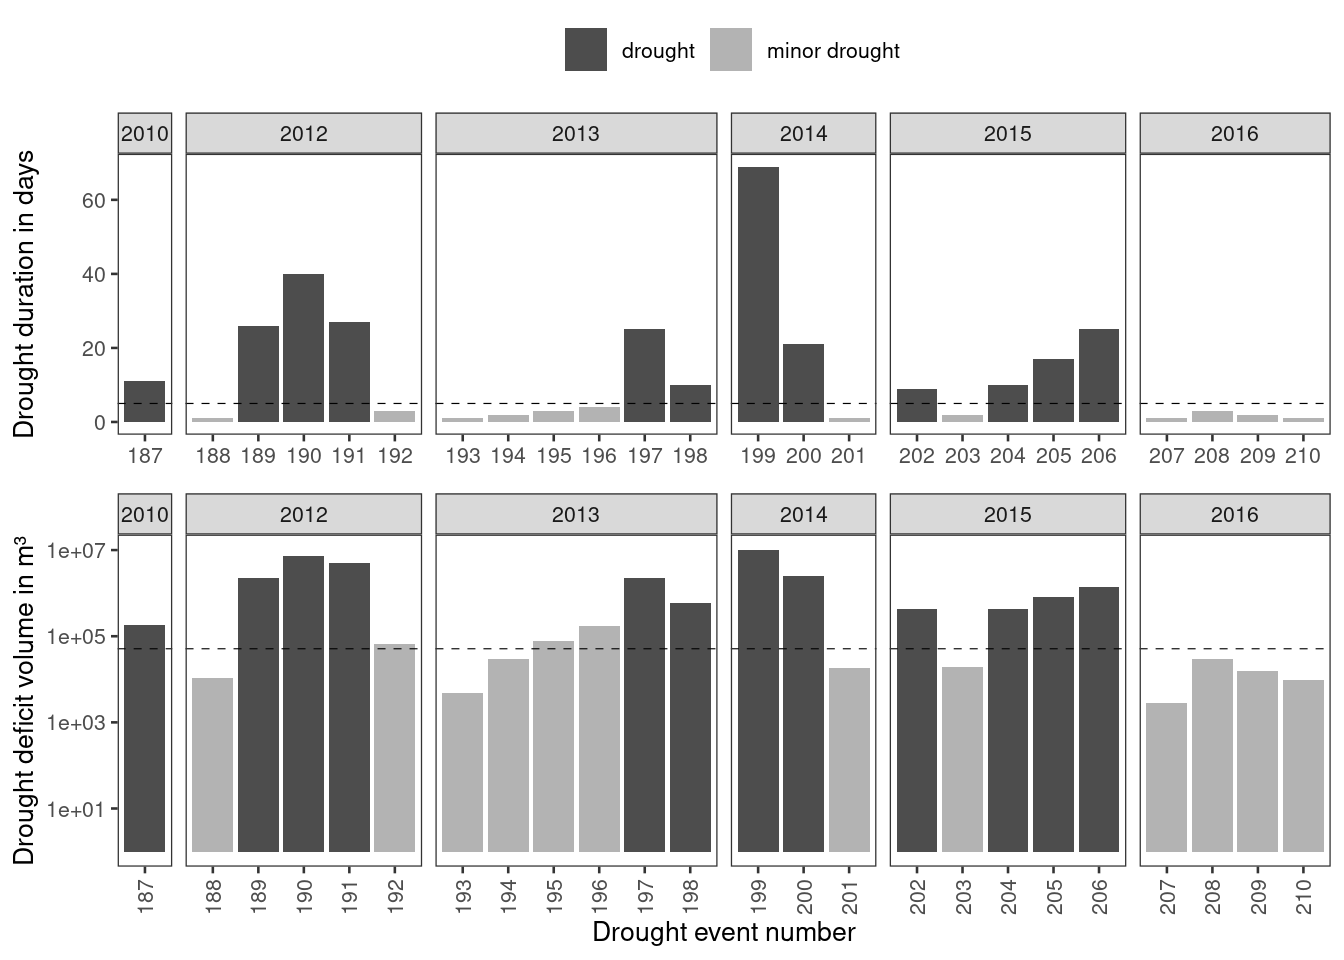 drought minor drought
2010 2012 2013 2014 2015 2016
Drought duration in days
60
40
20
0
187 188 189 190 191 192 193 194 195 196 197 198 199 200 201 202 203 204 205 206 207 208 209 210
2010 2012 2013 2014 2015 2016
Drought deficit volume in m³
1e+07
1e+05
1e+03
1e+01
187 188 189 190 191 192 193 194 195 196 197 198 199 200 201 202 203 204 205 206 207 208 209 210
Drought event number